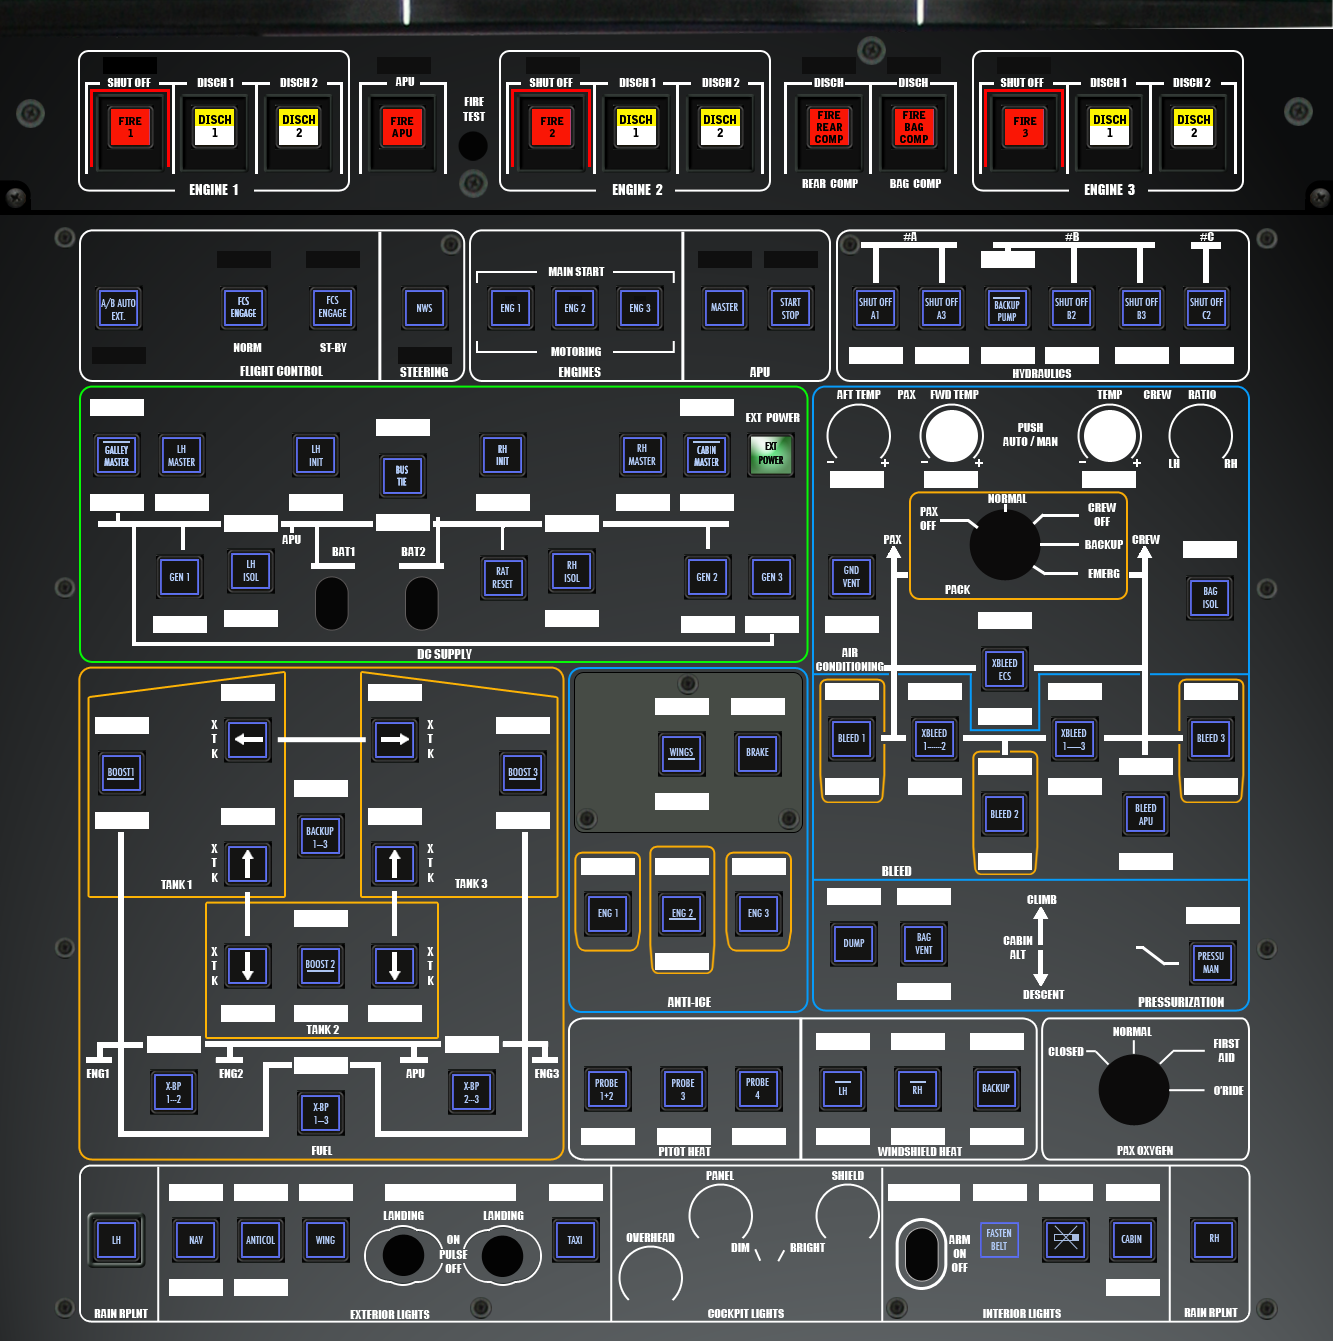 SHUT OFF DISCH 1 DISCH 2 APU SHUT OFF DISCH 1 DISCH 2 DISCH DISCH SHUT OFF DISCH 1 DISCH 2
FIRE
TEST
FIRE
1
DISCH
1
DISCH
2
FIRE
APU
FIRE
2
DISCH
1
DISCH
2
FIRE
REAR
COMP
FIRE
BAG
COMP
FIRE
3
DISCH
1
DISCH
2
ENGINE 1 ENGINE 2 REAR COMP BAG COMP ENGINE 3
A/B AUTO
EXT.
FCS
ENGAGE
NORM
FCS
ENGAGE
ST-BY
FLIGHT CONTROL
NWS
STEERING
MAIN START
ENG 1 ENG 2 ENG 3
MOTORING
ENGINES
MASTER
START
STOP
APU
#A #B #C
SHUT OFF
A1
SHUT OFF
A3
BACKUP
PUMP
SHUT OFF
B2
SHUT OFF
B3
SHUT OFF
C2
HYDRAULICS
GALLEY
MASTER
LH
MASTER
LH
INIT
BUS
TIE
RH
INIT
RH
MASTER
CABIN
MASTER
EXT POWER
EXT
POWER
APU
BAT1 BAT2
GEN 1
LH
ISOL
RAT
RESET
RH
ISOL
GEN 2 GEN 3
DC SUPPLY
AFT TEMP PAX FWD TEMP TEMP CREW RATIO
PUSH
AUTO / MAN
- + - + - + LH RH
NORMAL
PAX
OFF
CREW
OFF
BACKUP
EMERG
PACK
PAX CREW
GND
VENT
BAG
ISOL
AIR
CONDITIONING
XBLEED
ECS
BLEED 1
XBLEED
1------2
XBLEED
1-----3
BLEED 3
BLEED 2
BLEED
APU
BLEED
X
T
K
X
T
K
BOOST1
BOOST 3
BACKUP
1--3
X
T
K
X
T
K
TANK 1 TANK 3
X
T
K
BOOST 2
X
T
K
TANK 2
ENG1 ENG2 APU ENG3
X-BP
1--2
X-BP
1--3
X-BP
2--3
FUEL
WINGS BRAKE
ENG 1 ENG 2 ENG 3
ANTI-ICE
DUMP
BAG
VENT
CLIMB
CABIN
ALT
DESCENT
PRESSU
MAN
PRESSURIZATION
PROBE
1+2
PROBE
3
PROBE
4
PITOT HEAT
LH RH BACKUP
WINDSHIELD HEAT
NORMAL
CLOSED
FIRST
AID
O'RIDE
PAX OXYGEN
LH
RAIN RPLNT
NAV ANTICOL WING
LANDING LANDING
ON
PULSE
OFF
TAXI
EXTERIOR LIGHTS
PANEL SHIELD
OVERHEAD
DIM BRIGHT
COCKPIT LIGHTS
ARM
ON
OFF
FASTEN
BELT
CABIN
INTERIOR LIGHTS
RH
RAIN RPLNT